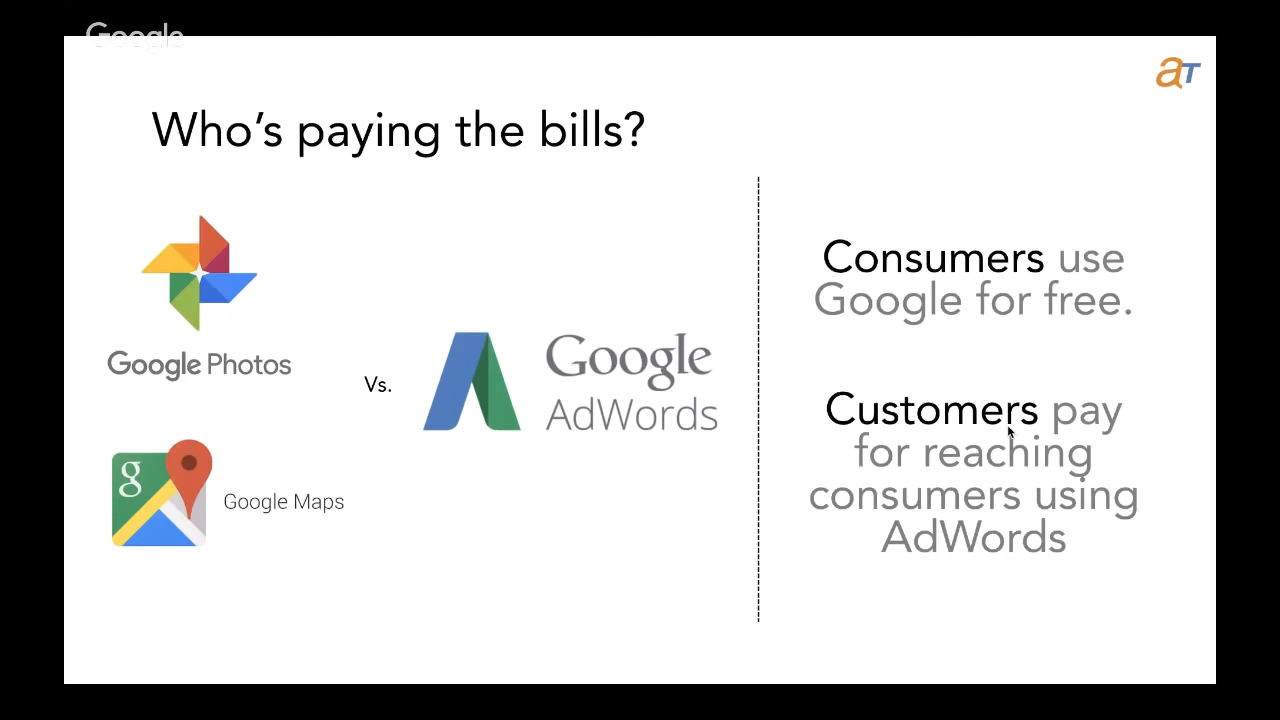 Google
aT
Who's paying the bills?
Google Photos
Vs.
Google
AdWords
g
Google Maps
Consumers use
Google for free.
Customers pay
for reaching
consumers using
AdWords